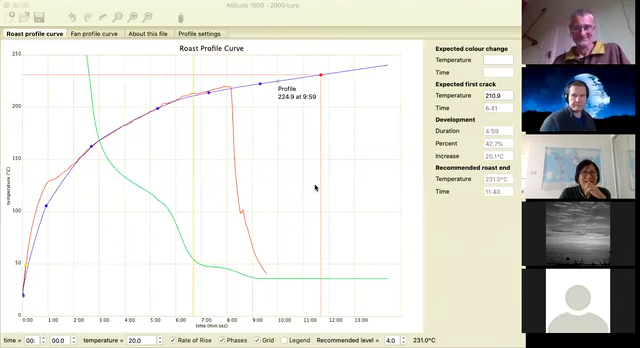 Altitude 1600 - 2000.kpro
Roast profile curve
Fan profile curve
About this file
Profile settings
Roast Profile Curve
temperature (°C)
250
200
150
100
50
0
Profile
224.9 at 9:59
0:00 1:00 2:00 3:00 4:00 5:00 6:00 7:00 8:00 9:00 10:00 11:00 12:00 13:00
time (min.sec)
Expected colour change
Temperature
Time
Expected first crack
Temperature 210.9
Time 6:41
Development
Duration 4:59
Percent 42.7%
Increase 20.1°C
Recommended roast end
Temperature 231.0°C
Time 11:40
time = 00: 00.0 temperature = 20.0 Rate of Rise Phases Grid Legend Recommended level = 4.0 231.0°C